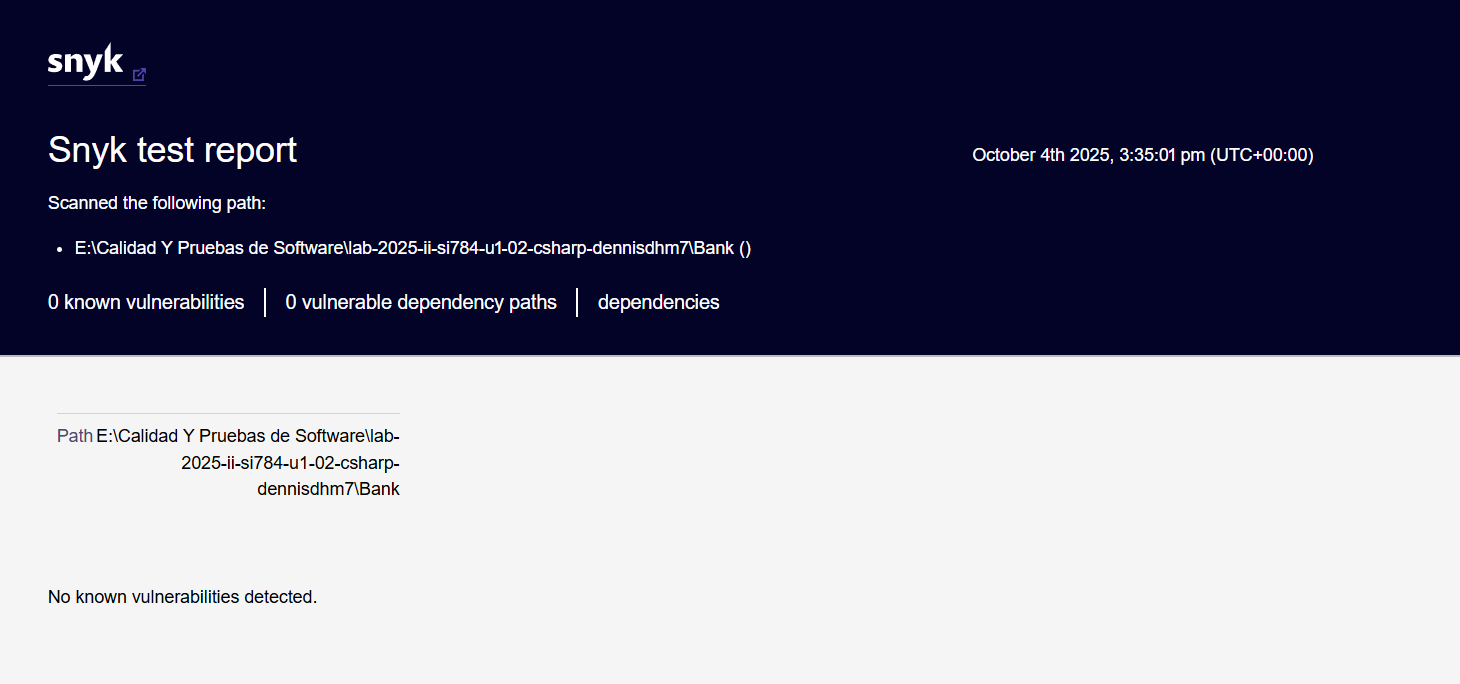 snyk
Snyk test report
October 4th 2025, 3:35:01 pm (UTC+00:00)
Scanned the following path:
• E:\Calidad Y Pruebas de Software\lab-2025-ii-si784-u1-02-csharp-dennisdhm7\Bank ()
0 known vulnerabilities | 0 vulnerable dependency paths | dependencies
Path E:\Calidad Y Pruebas de Software\lab-
2025-ii-si784-u1-02-csharp-
dennisdhm7\Bank
No known vulnerabilities detected.